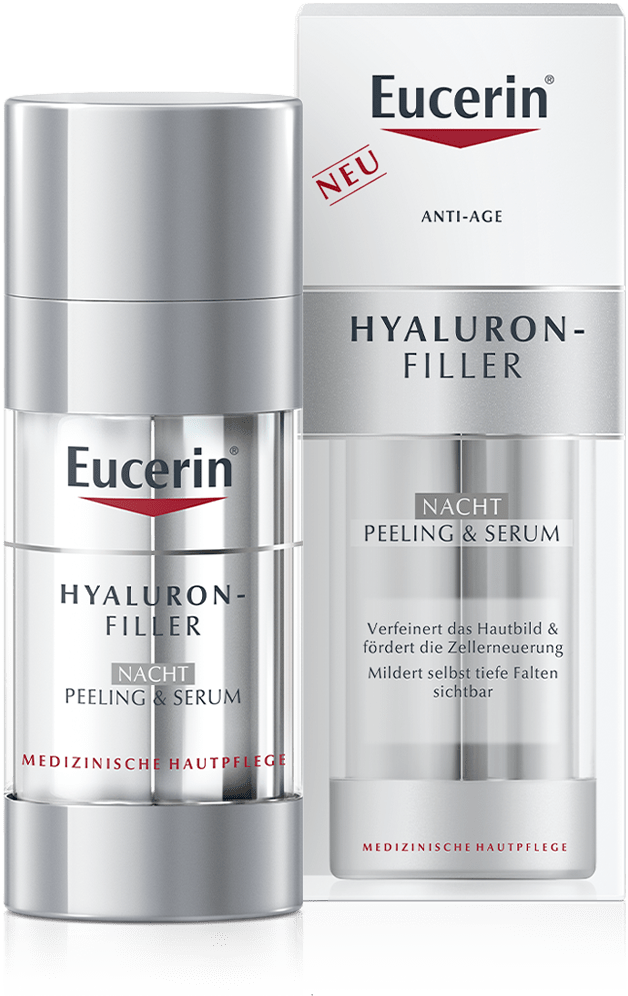 Eucerin®
NEU
ANTI-AGE
HYALURON-
FILLER
NACHT
PEELING & SERUM
Verfeinert das Hautbild &
fördert die Zellerneuerung
Mildert selbst tiefe Falten
sichtbar
MEDIZINISCHE HAUTPFLEGE
Eucerin®
HYALURON-
FILLER
NACHT
PEELING & SERUM
MEDIZINISCHE HAUTPFLEGE